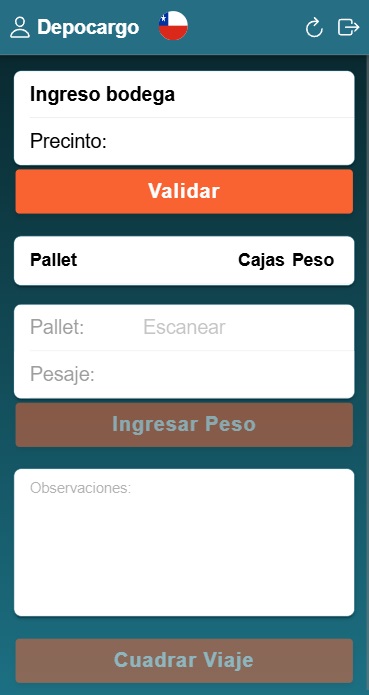 Depocargo
Ingreso bodega
Precinto:
Validar
Pallet Cajas Peso
Pallet: Escanear
Pesaje:
Ingresar Peso
Observaciones:
Cuadrar Viaje